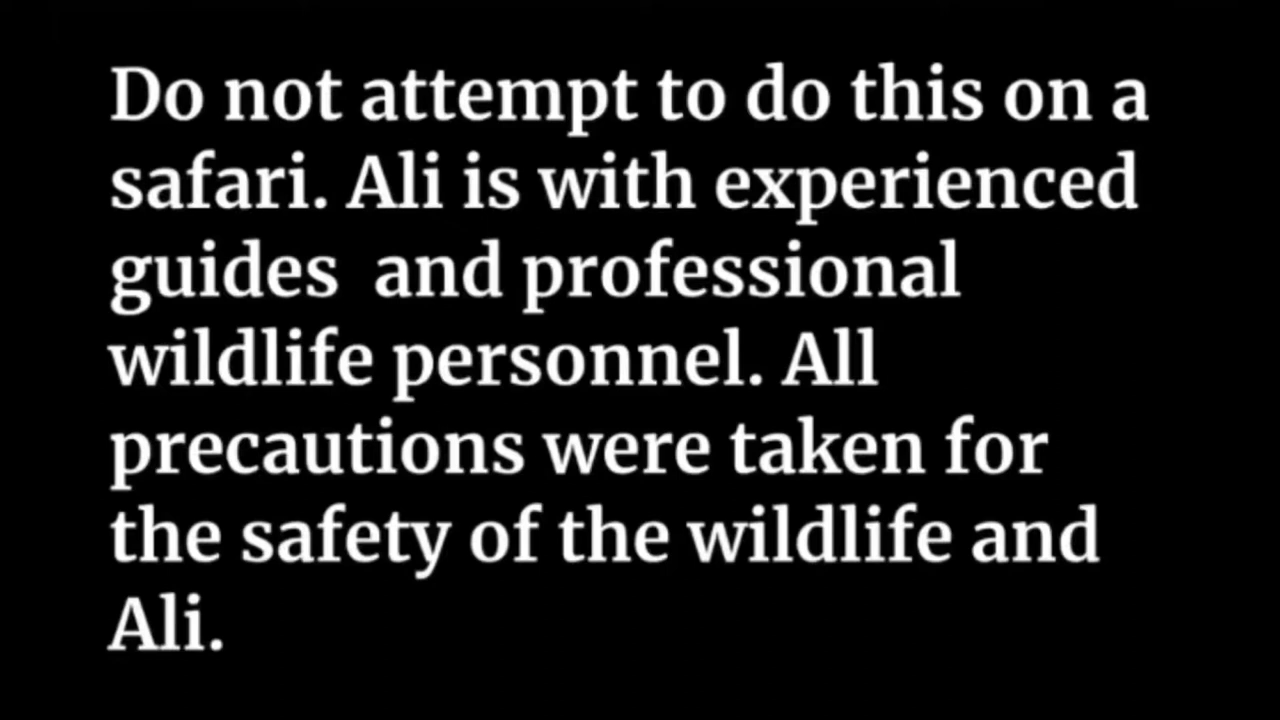 Do not attempt to do this on a
safari. Ali is with experienced
guides  and professional
wildlife personnel. All
precautions were taken for
the safety of the wildlife and
Ali.